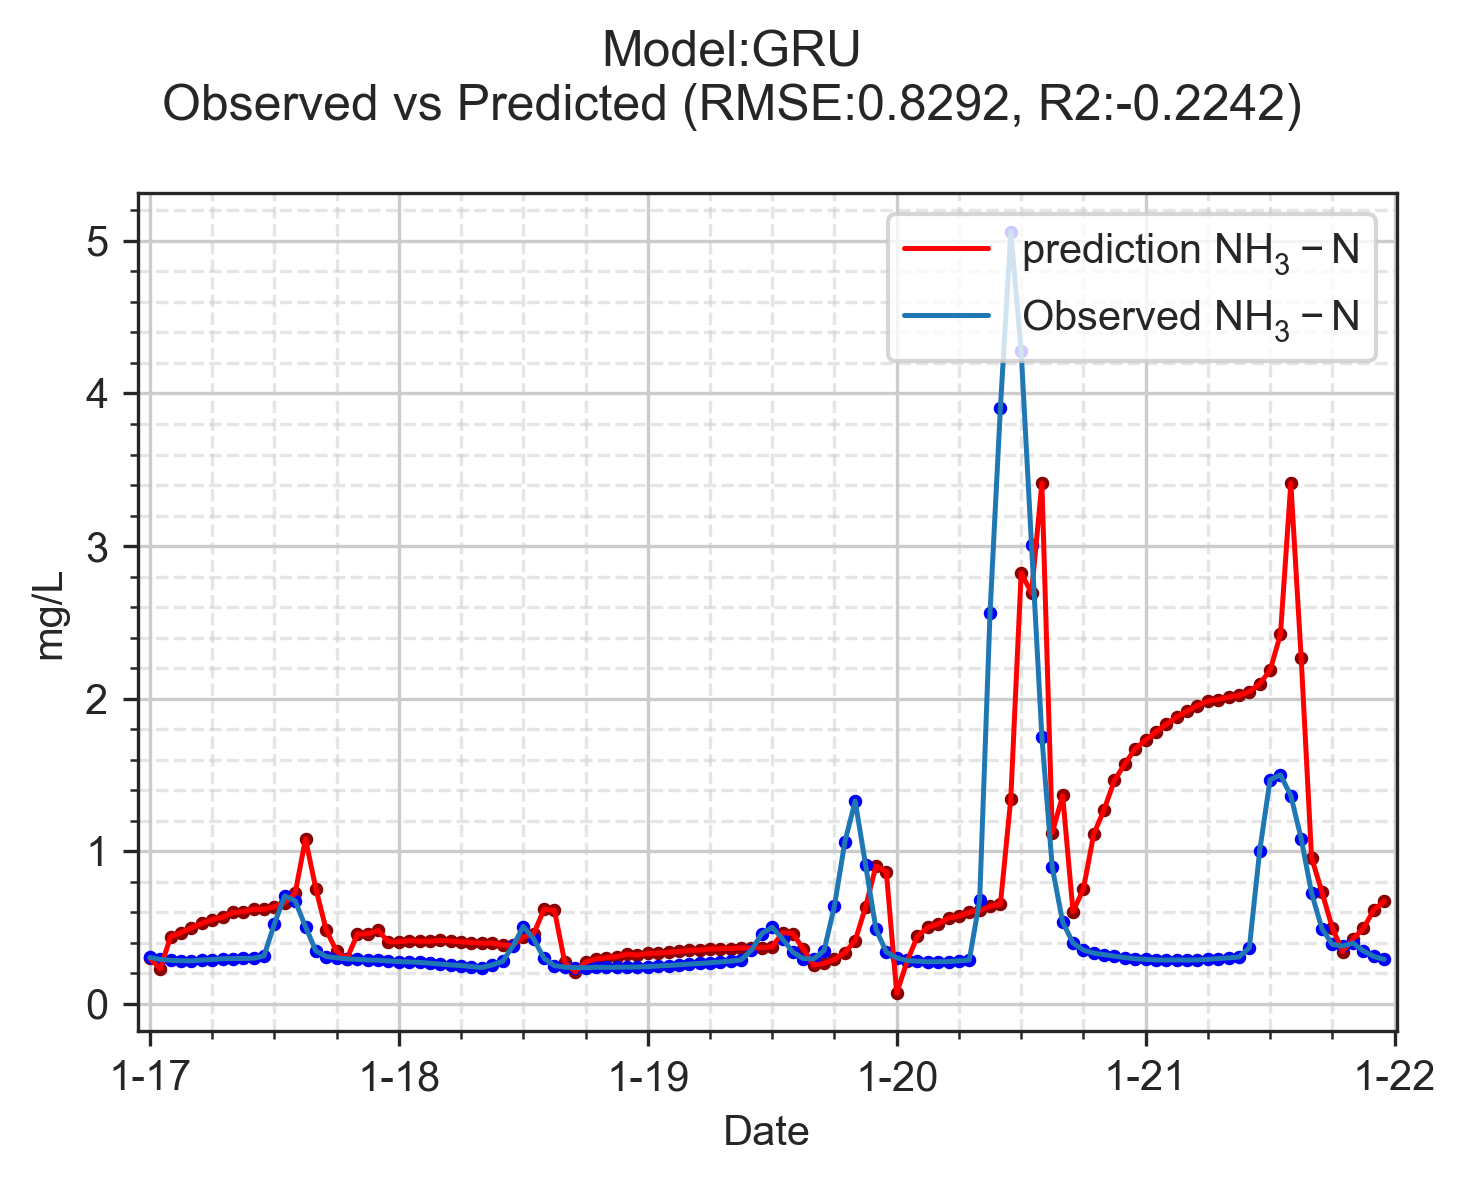 Model:GRU
Observed vs Predicted (RMSE:0.8292, R2:-0.2242)
prediction NH₃ − N
Observed NH₃ − N
5
4
3
2
1
0
mg/L
1-17 1-18 1-19 1-20 1-21 1-22
Date